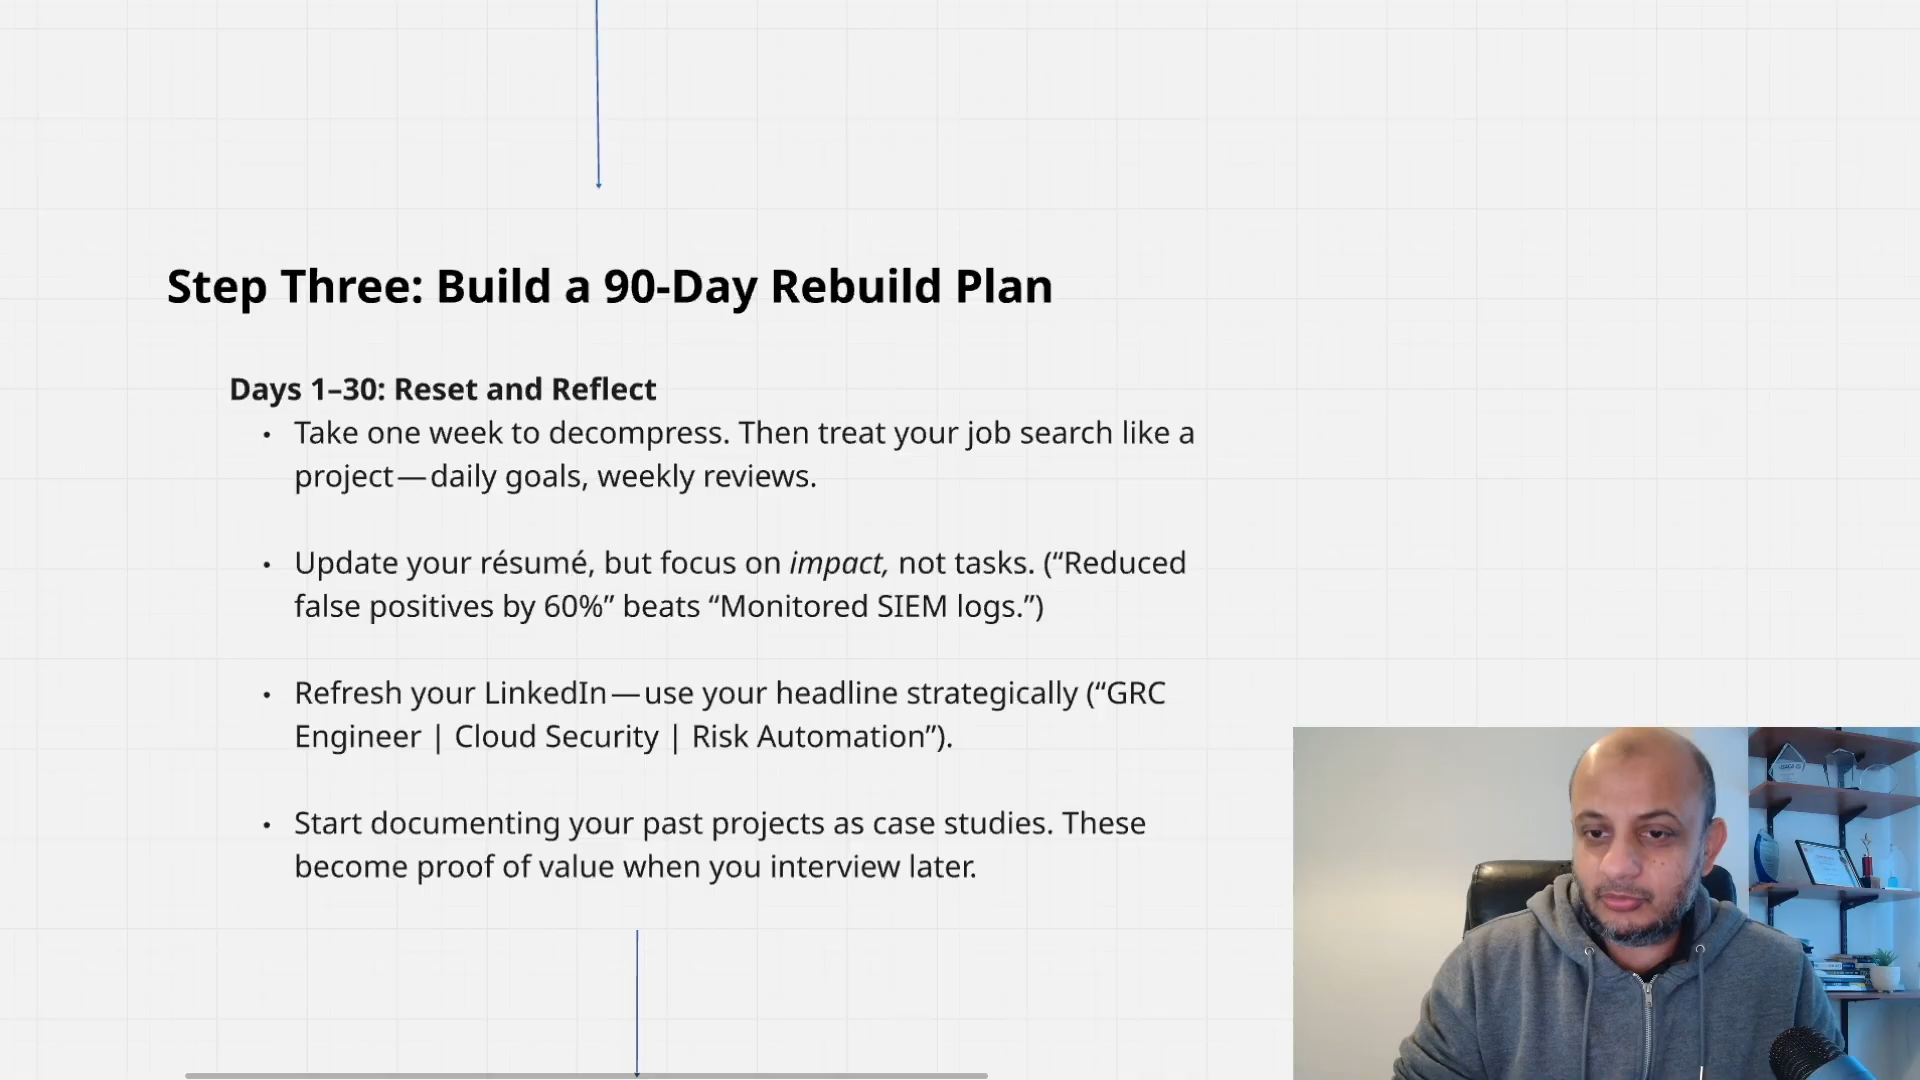 Step Three: Build a 90-Day Rebuild Plan
Days 1–30: Reset and Reflect
• Take one week to decompress. Then treat your job search like a
project — daily goals, weekly reviews.
• Update your résumé, but focus on impact, not tasks. (“Reduced
false positives by 60%” beats “Monitored SIEM logs.”)
• Refresh your LinkedIn — use your headline strategically (“GRC
Engineer | Cloud Security | Risk Automation”).
• Start documenting your past projects as case studies. These
become proof of value when you interview later.